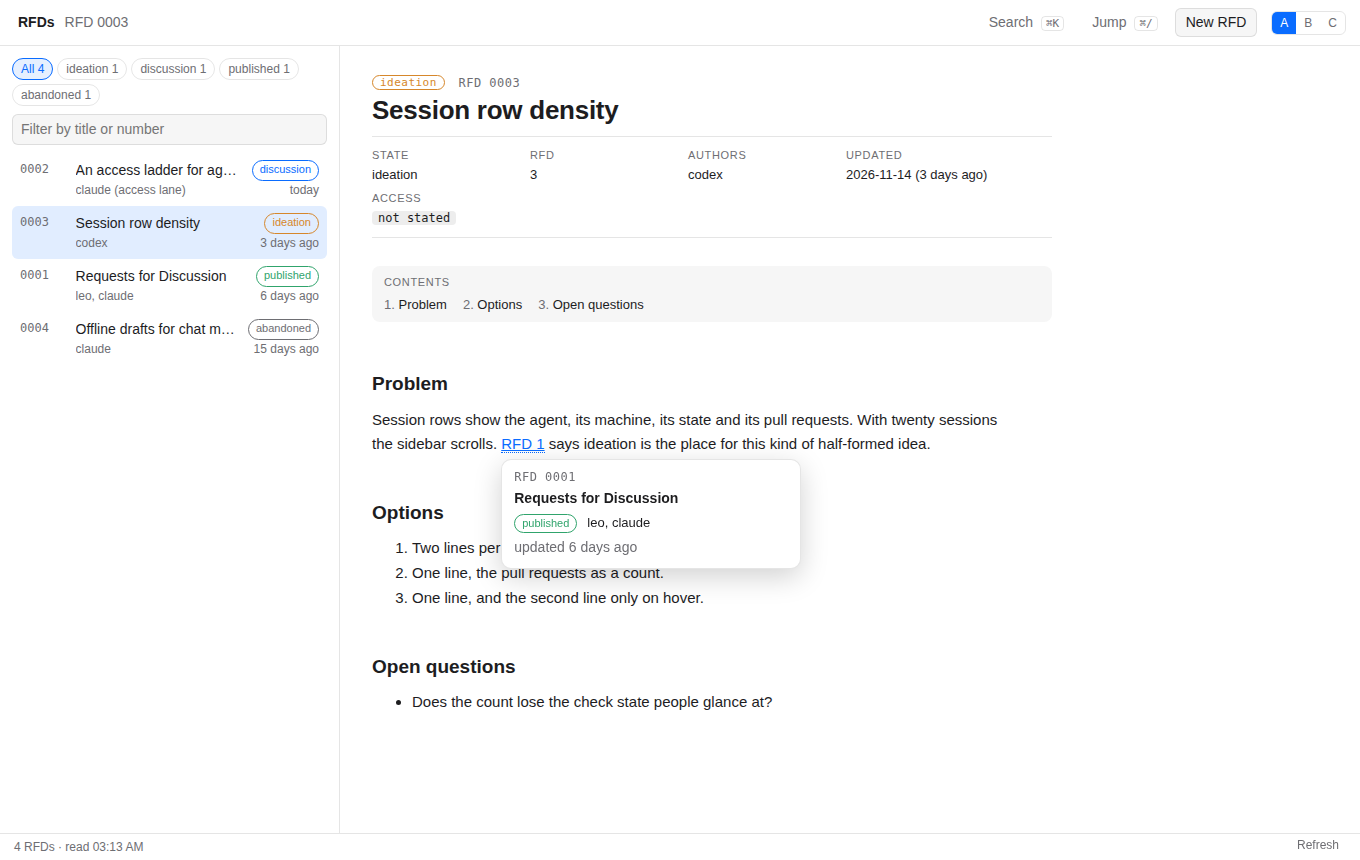 RFDs RFD 0003 Search ⌘K Jump ⌘/ New RFD A B C
All 4 ideation 1 discussion 1 published 1
abandoned 1
Filter by title or number
0002 An access ladder for ag… discussion
claude (access lane) today
0003 Session row density ideation
codex 3 days ago
0001 Requests for Discussion published
leo, claude 6 days ago
0004 Offline drafts for chat m… abandoned
claude 15 days ago
ideation RFD 0003
Session row density
STATE RFD AUTHORS UPDATED
ideation 3 codex 2026-11-14 (3 days ago)
ACCESS
not stated
CONTENTS
1. Problem 2. Options 3. Open questions
Problem
Session rows show the agent, its machine, its state and its pull requests. With twenty sessions
the sidebar scrolls. RFD 1 says ideation is the place for this kind of half-formed idea.
RFD 0001
Requests for Discussion
published leo, claude
updated 6 days ago
Options
1. Two lines per
2. One line, the pull requests as a count.
3. One line, and the second line only on hover.
Open questions
• Does the count lose the check state people glance at?
4 RFDs · read 03:13 AM Refresh